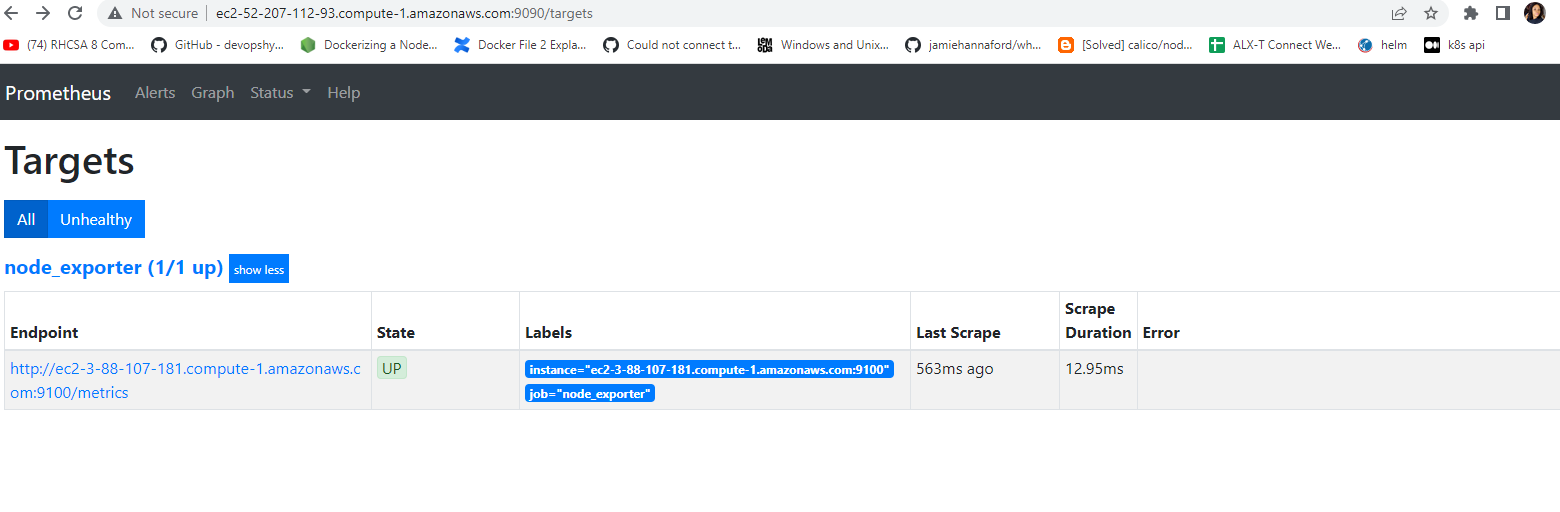 Not secure ec2-52-207-112-93.compute-1.amazonaws.com:9090/targets
(74) RHCSA 8 Com... GitHub - devopshy... Dockerizing a Node... Docker File 2 Expla... Could not connect t... Windows and Unix... jamiehannaford/wh... [Solved] calico/nod... ALX-T Connect We... helm k8s api
Prometheus Alerts Graph Status Help
Targets
All Unhealthy
node_exporter (1/1 up) show less
Scrape
Endpoint State Labels Last Scrape Duration Error
http://ec2-3-88-107-181.compute-1.amazonaws.c UP instance="ec2-3-88-107-181.compute-1.amazonaws.com:9100" 563ms ago 12.95ms
om:9100/metrics job="node_exporter"